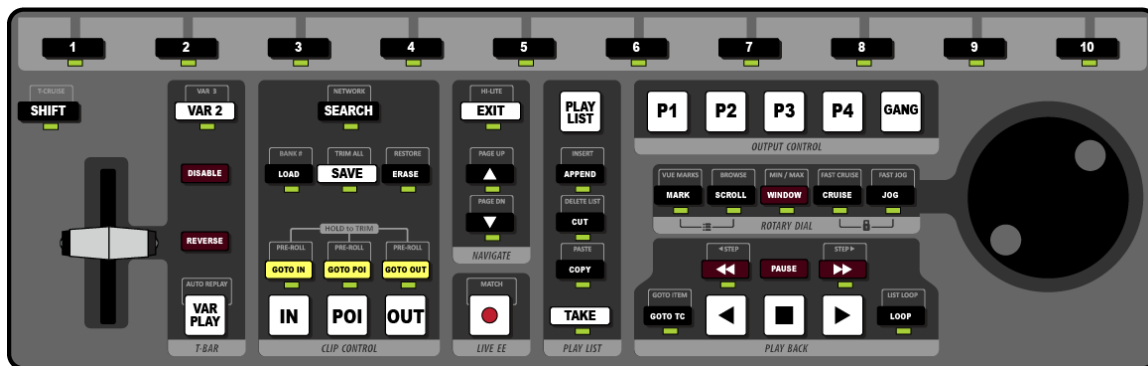 1 2 3 4 5 6 7 8 9 10
T-CRUISE
SHIFT
VAR 3
VAR 2
DISABLE
REVERSE
AUTO REPLAY
VAR PLAY
T-BAR
NETWORK
SEARCH
BANK # TRIM ALL RESTORE
LOAD SAVE ERASE
HOLD to TRIM
PRE-ROLL PRE-ROLL PRE-ROLL
GOTO IN GOTO POI GOTO OUT
IN POI OUT
CLIP CONTROL
HI-LITE
EXIT
PAGE UP
PAGE DN
NAVIGATE
MATCH
LIVE EE
PLAY LIST
INSERT
APPEND
DELETE LIST
CUT
PASTE
COPY
TAKE
PLAY LIST
P1 P2 P3 P4 GANG
OUTPUT CONTROL
VUE MARKS BROWSE MIN / MAX FAST CRUISE FAST JOG
MARK SCROLL WINDOW CRUISE JOG
ROTARY DIAL
◀STEP STEP▶
PAUSE
GOTO ITEM LIST LOOP
GOTO TC LOOP
PLAY BACK